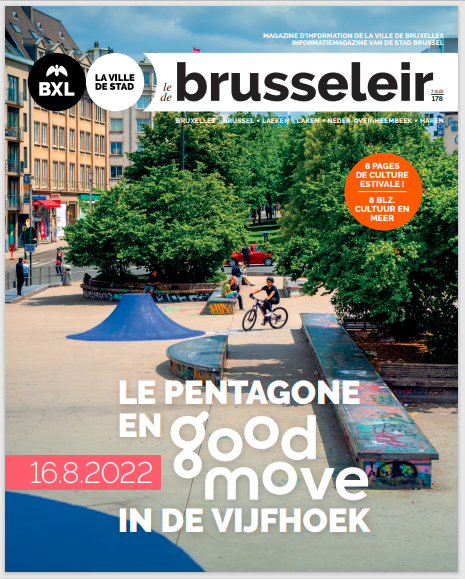 MAGAZINE D'INFORMATION DE LA VILLE DE BRUXELLES
INFORMATIEMAGAZINE VAN DE STAD BRUSSEL
BXL
LA VILLE
DE STAD
le
de
brusseleir
7-8.22
178
BRUXELLES - BRUSSEL • LAEKEN - LAKEN • NEDER-OVER-HEEMBEEK • HAREN
8 PAGES
DE CULTURE
ESTIVALE !
8 BLZ.
CULTUUR EN
MEER
LE PENTAGONE
EN good
move
16.8.2022
IN DE VIJFHOEK